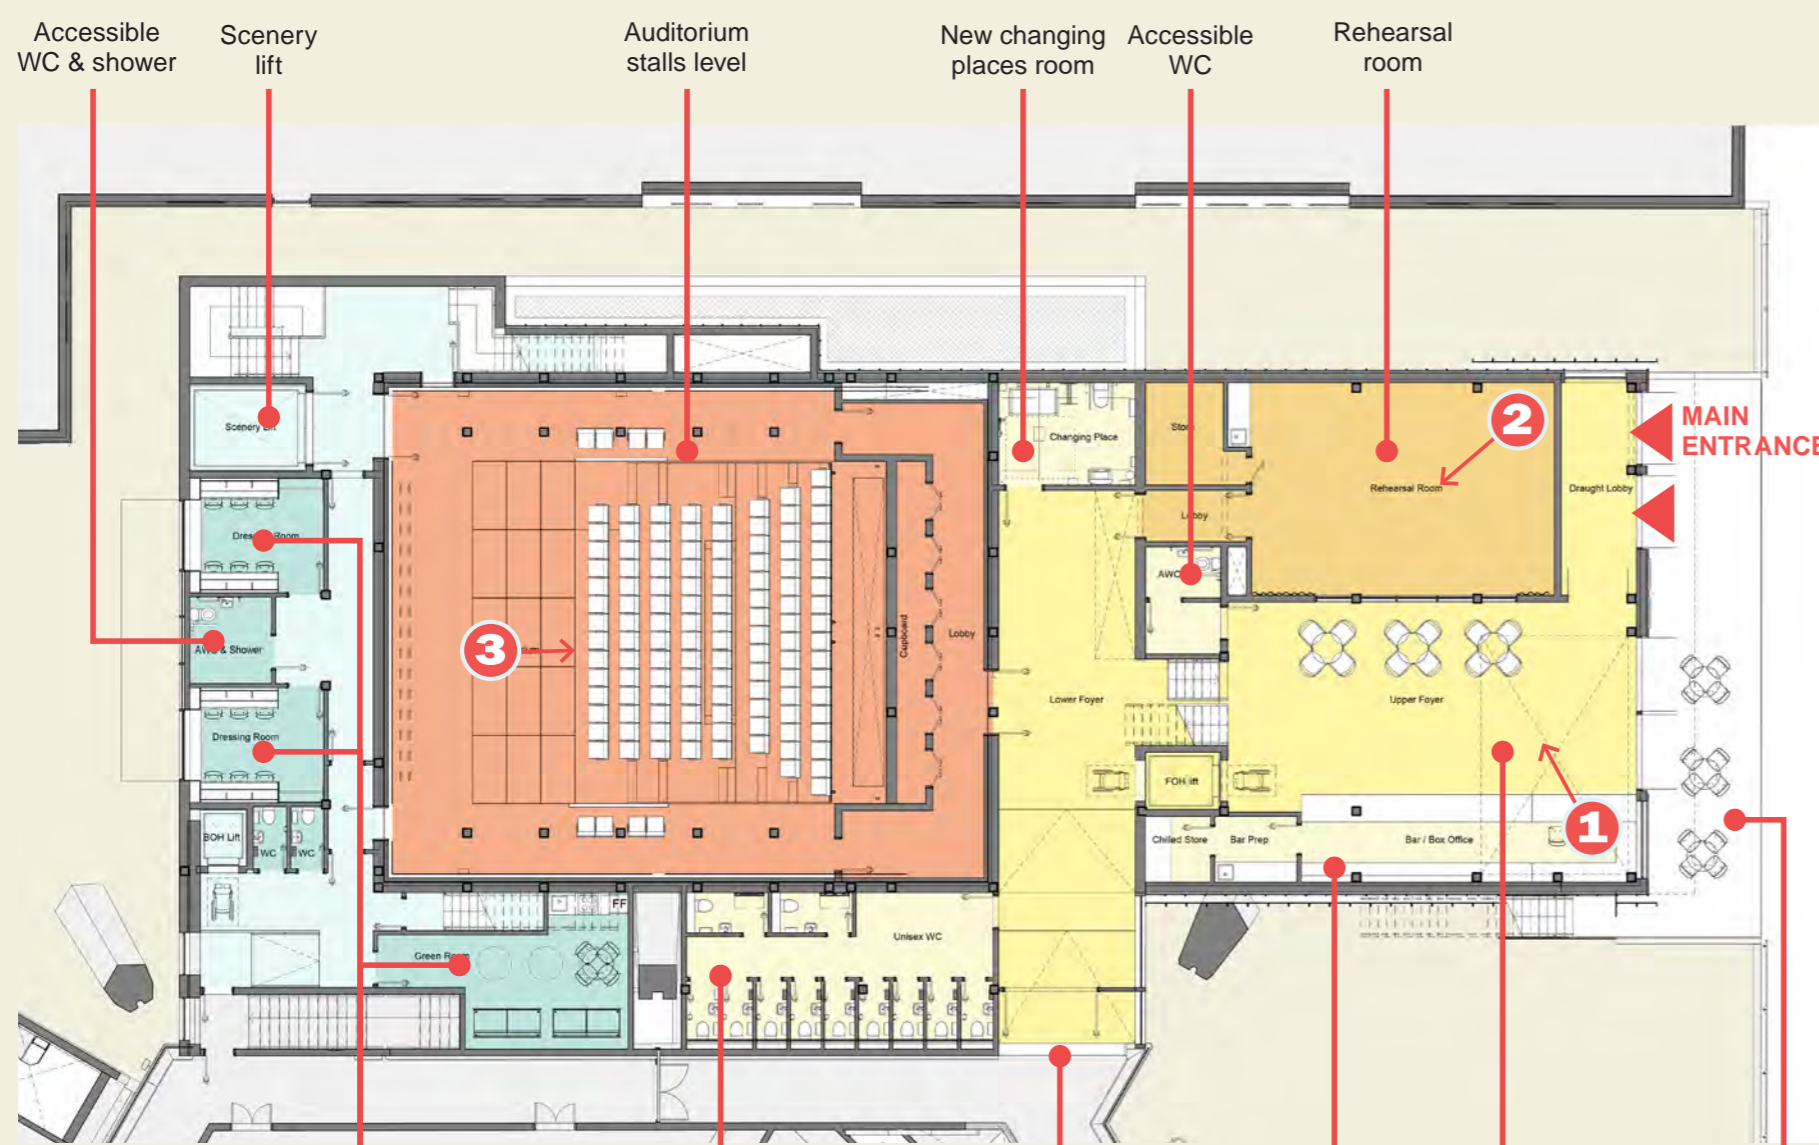 Accessible
WC & shower
Scenery
lift
Auditorium
stalls level
New changing
places room
Accessible
WC
Rehearsal
room
MAIN
ENTRANCE
Scenery
Changing Place
Store
2
Rehearsal Room
Draught Lobby
Lobby
Dressing Room
AWC
AWC & Shower
3
Cupboard
Lobby
Lower Foyer
Upper Foyer
Dressing Room
FOH lift
1
BOH Lift
WC
WC
Chilled Store
Bar Prep
Bar / Box Office
FF
Green Room
Unisex WC